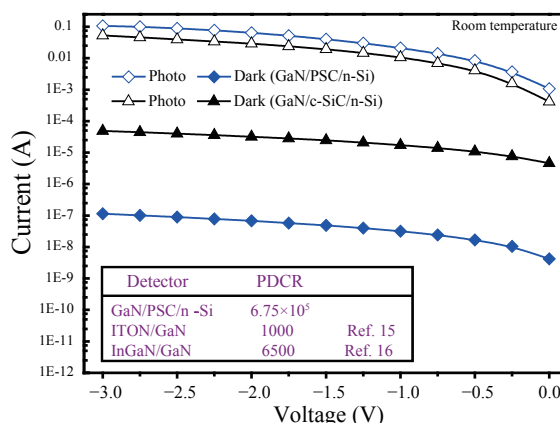 Room temperature
0.1
0.01
1E-3
1E-4
1E-5
1E-6
1E-7
1E-8
1E-9
1E-10
1E-11
1E-12
Current (A)
Photo Dark (GaN/PSC/n-Si)
Photo Dark (GaN/c-SiC/n-Si)
Detector PDCR
GaN/PSC/n -Si 6.75×10⁵
ITON/GaN 1000 Ref. 15
InGaN/GaN 6500 Ref. 16
−3.0 −2.5 −2.0 −1.5 −1.0 −0.5 0.0
Voltage (V)